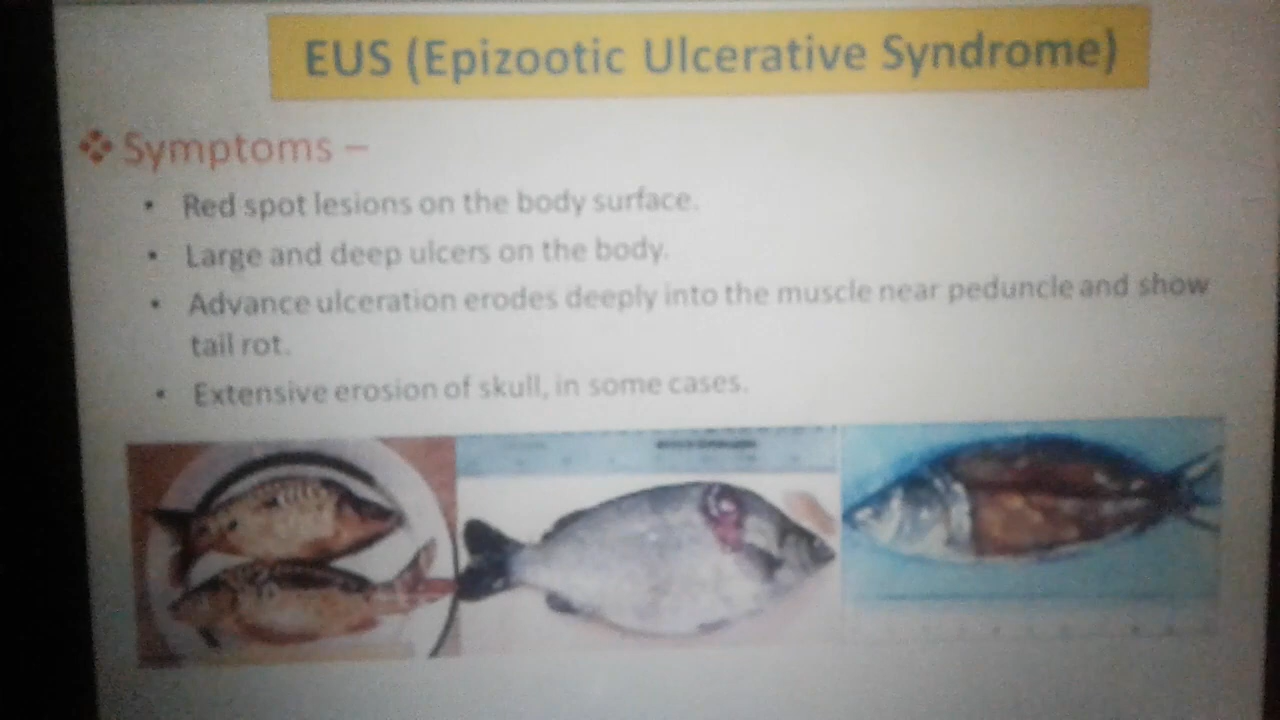 EUS (Epizootic Ulcerative Syndrome)
❖ Symptoms –
• Red spot lesions on the body surface.
• Large and deep ulcers on the body.
• Advance ulceration erodes deeply into the muscle near peduncle and show
tail rot.
• Extensive erosion of skull, in some cases.